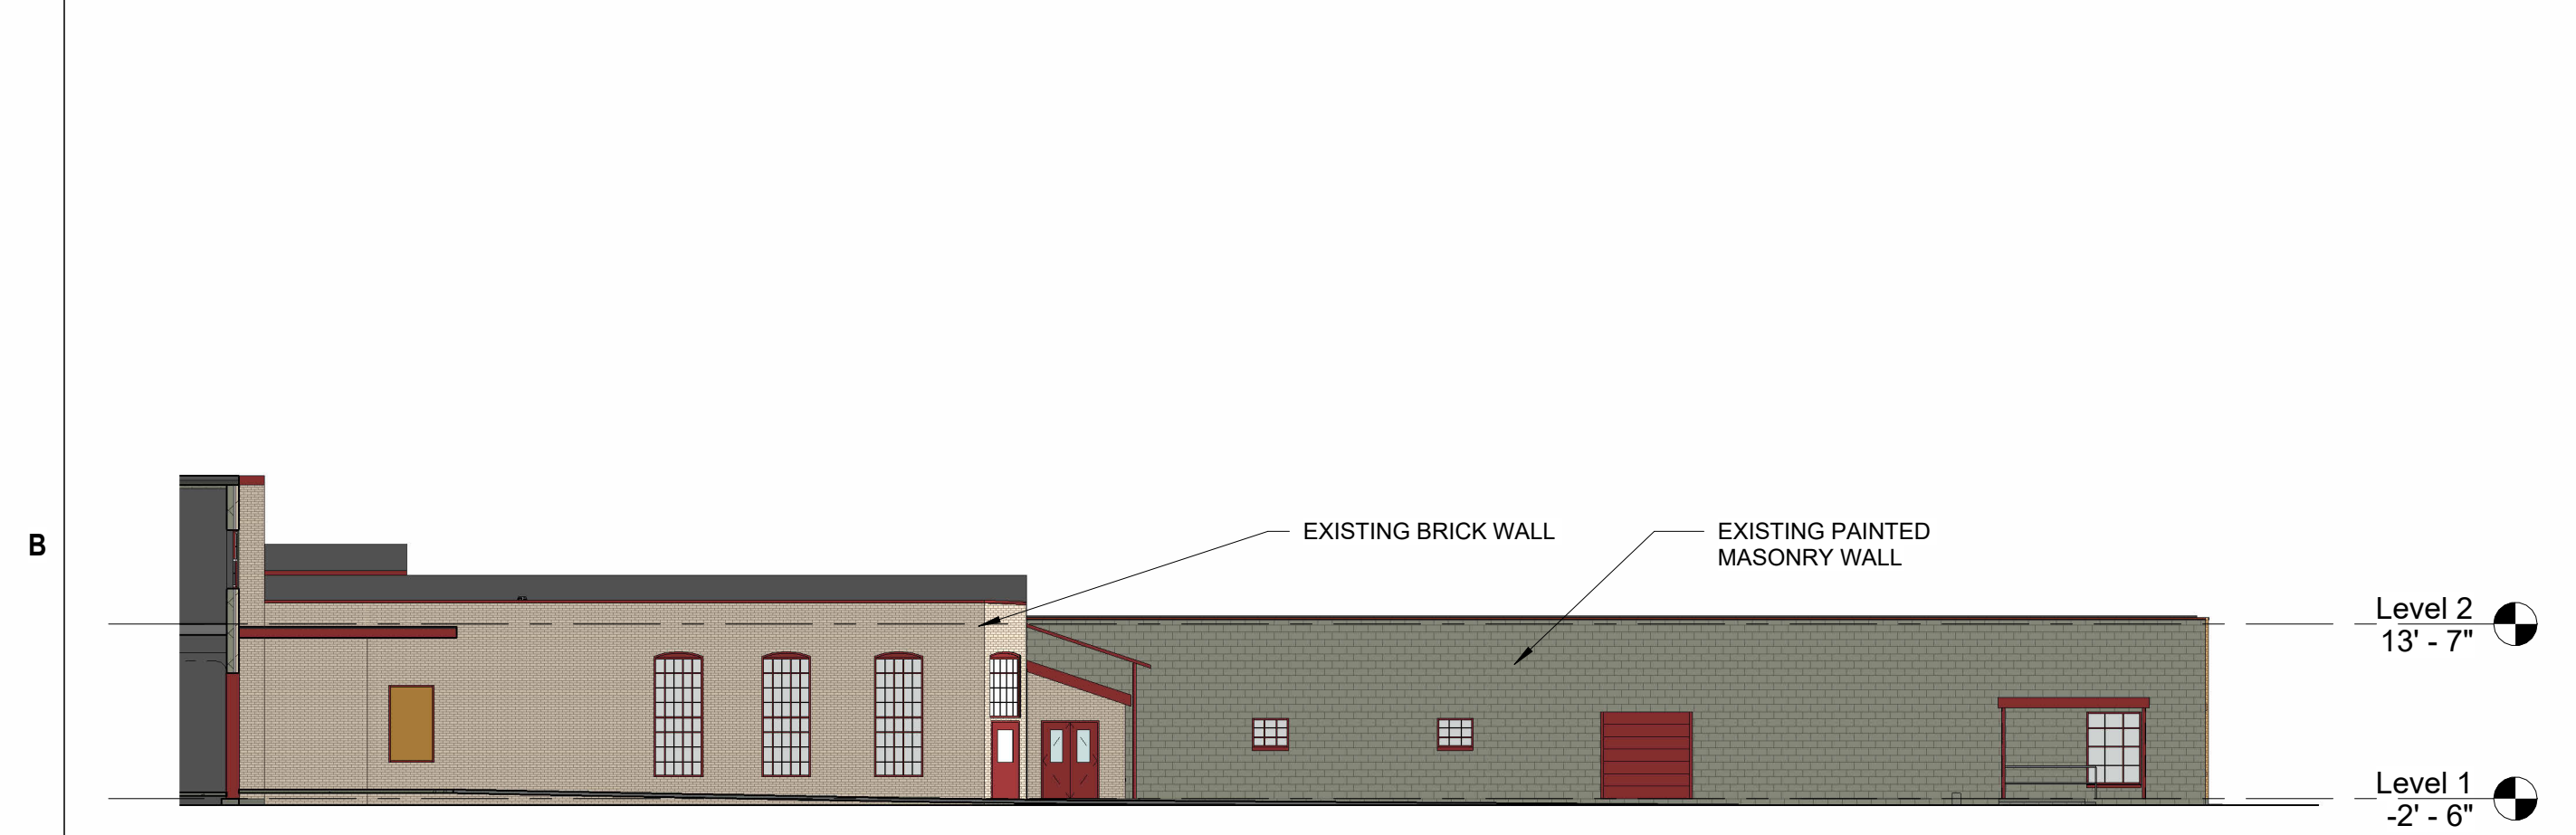 EXISTING BRICK WALL
EXISTING PAINTED
MASONRY WALL
B
Level 2
13' - 7"
Level 1
-2' - 6"